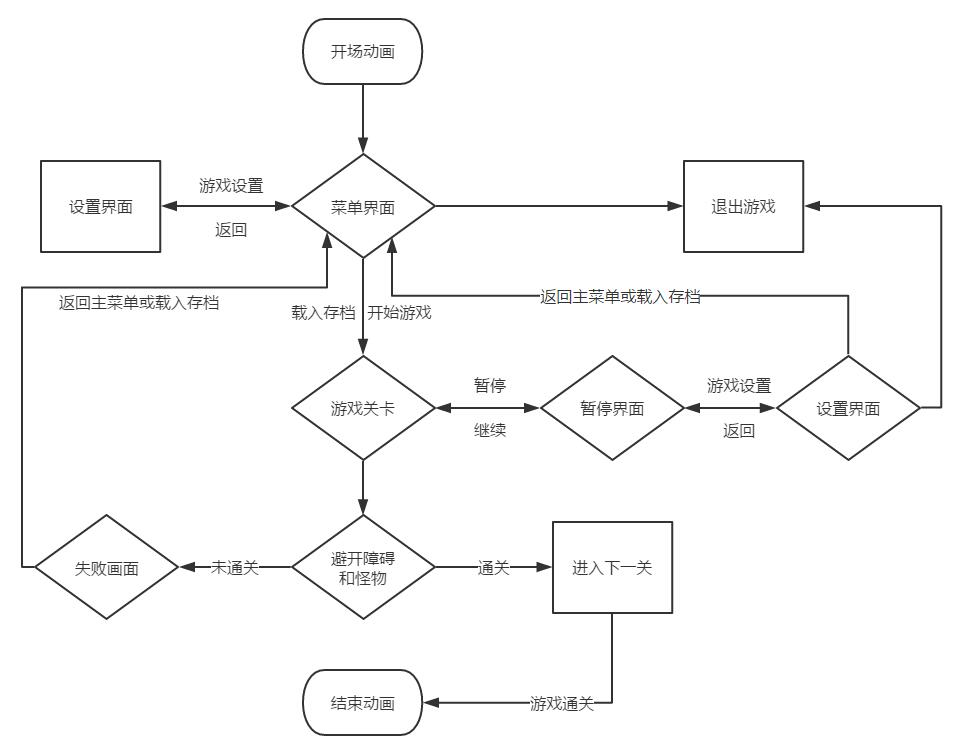 开场动画
游戏设置
设置界面
菜单界面
退出游戏
返回
返回主菜单或载入存档
返回主菜单或载入存档
载入存档
开始游戏
暂停
游戏设置
游戏关卡
暂停界面
设置界面
继续
返回
避开障碍
和怪物
失败画面
未通关
通关
进入下一关
结束动画
游戏通关